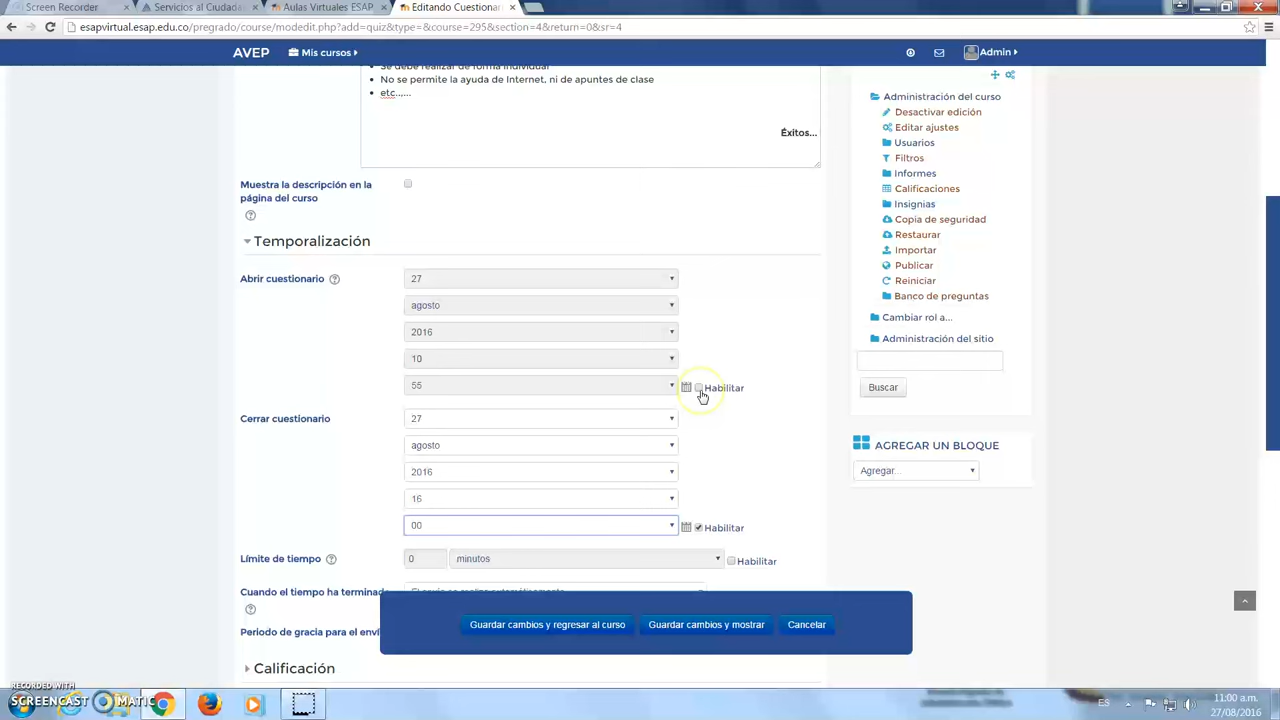 Screen Recorder
Servicios al Ciudada
Aulas Virtuales ESAP
Editando Cuestionar
esapvirtual.esap.edu.co/pregrado/course/modedit.php?add=quiz&type=&course=295&section=4&return=0&sr=4
AVEP
Mis cursos
Admin
Se debe realizar de forma individual
No se permite la ayuda de Internet, ni de apuntes de clase
etc..,...
Éxitos...
Muestra la descripción en la
página del curso
Temporalización
Abrir cuestionario
27
agosto
2016
10
55
Habilitar
Cerrar cuestionario
27
agosto
2016
16
00
Habilitar
Límite de tiempo
0
minutos
Habilitar
Cuando el tiempo ha terminado
Periodo de gracia para el enví
Guardar cambios y regresar al curso
Guardar cambios y mostrar
Cancelar
Calificación
Administración del curso
Desactivar edición
Editar ajustes
Usuarios
Filtros
Informes
Calificaciones
Insignias
Copia de seguridad
Restaurar
Importar
Publicar
Reiniciar
Banco de preguntas
Cambiar rol a...
Administración del sitio
Buscar
AGREGAR UN BLOQUE
Agregar...
RECORDED WITH
SCREENCAST MATIC
ES
11:00 a.m.
27/08/2016